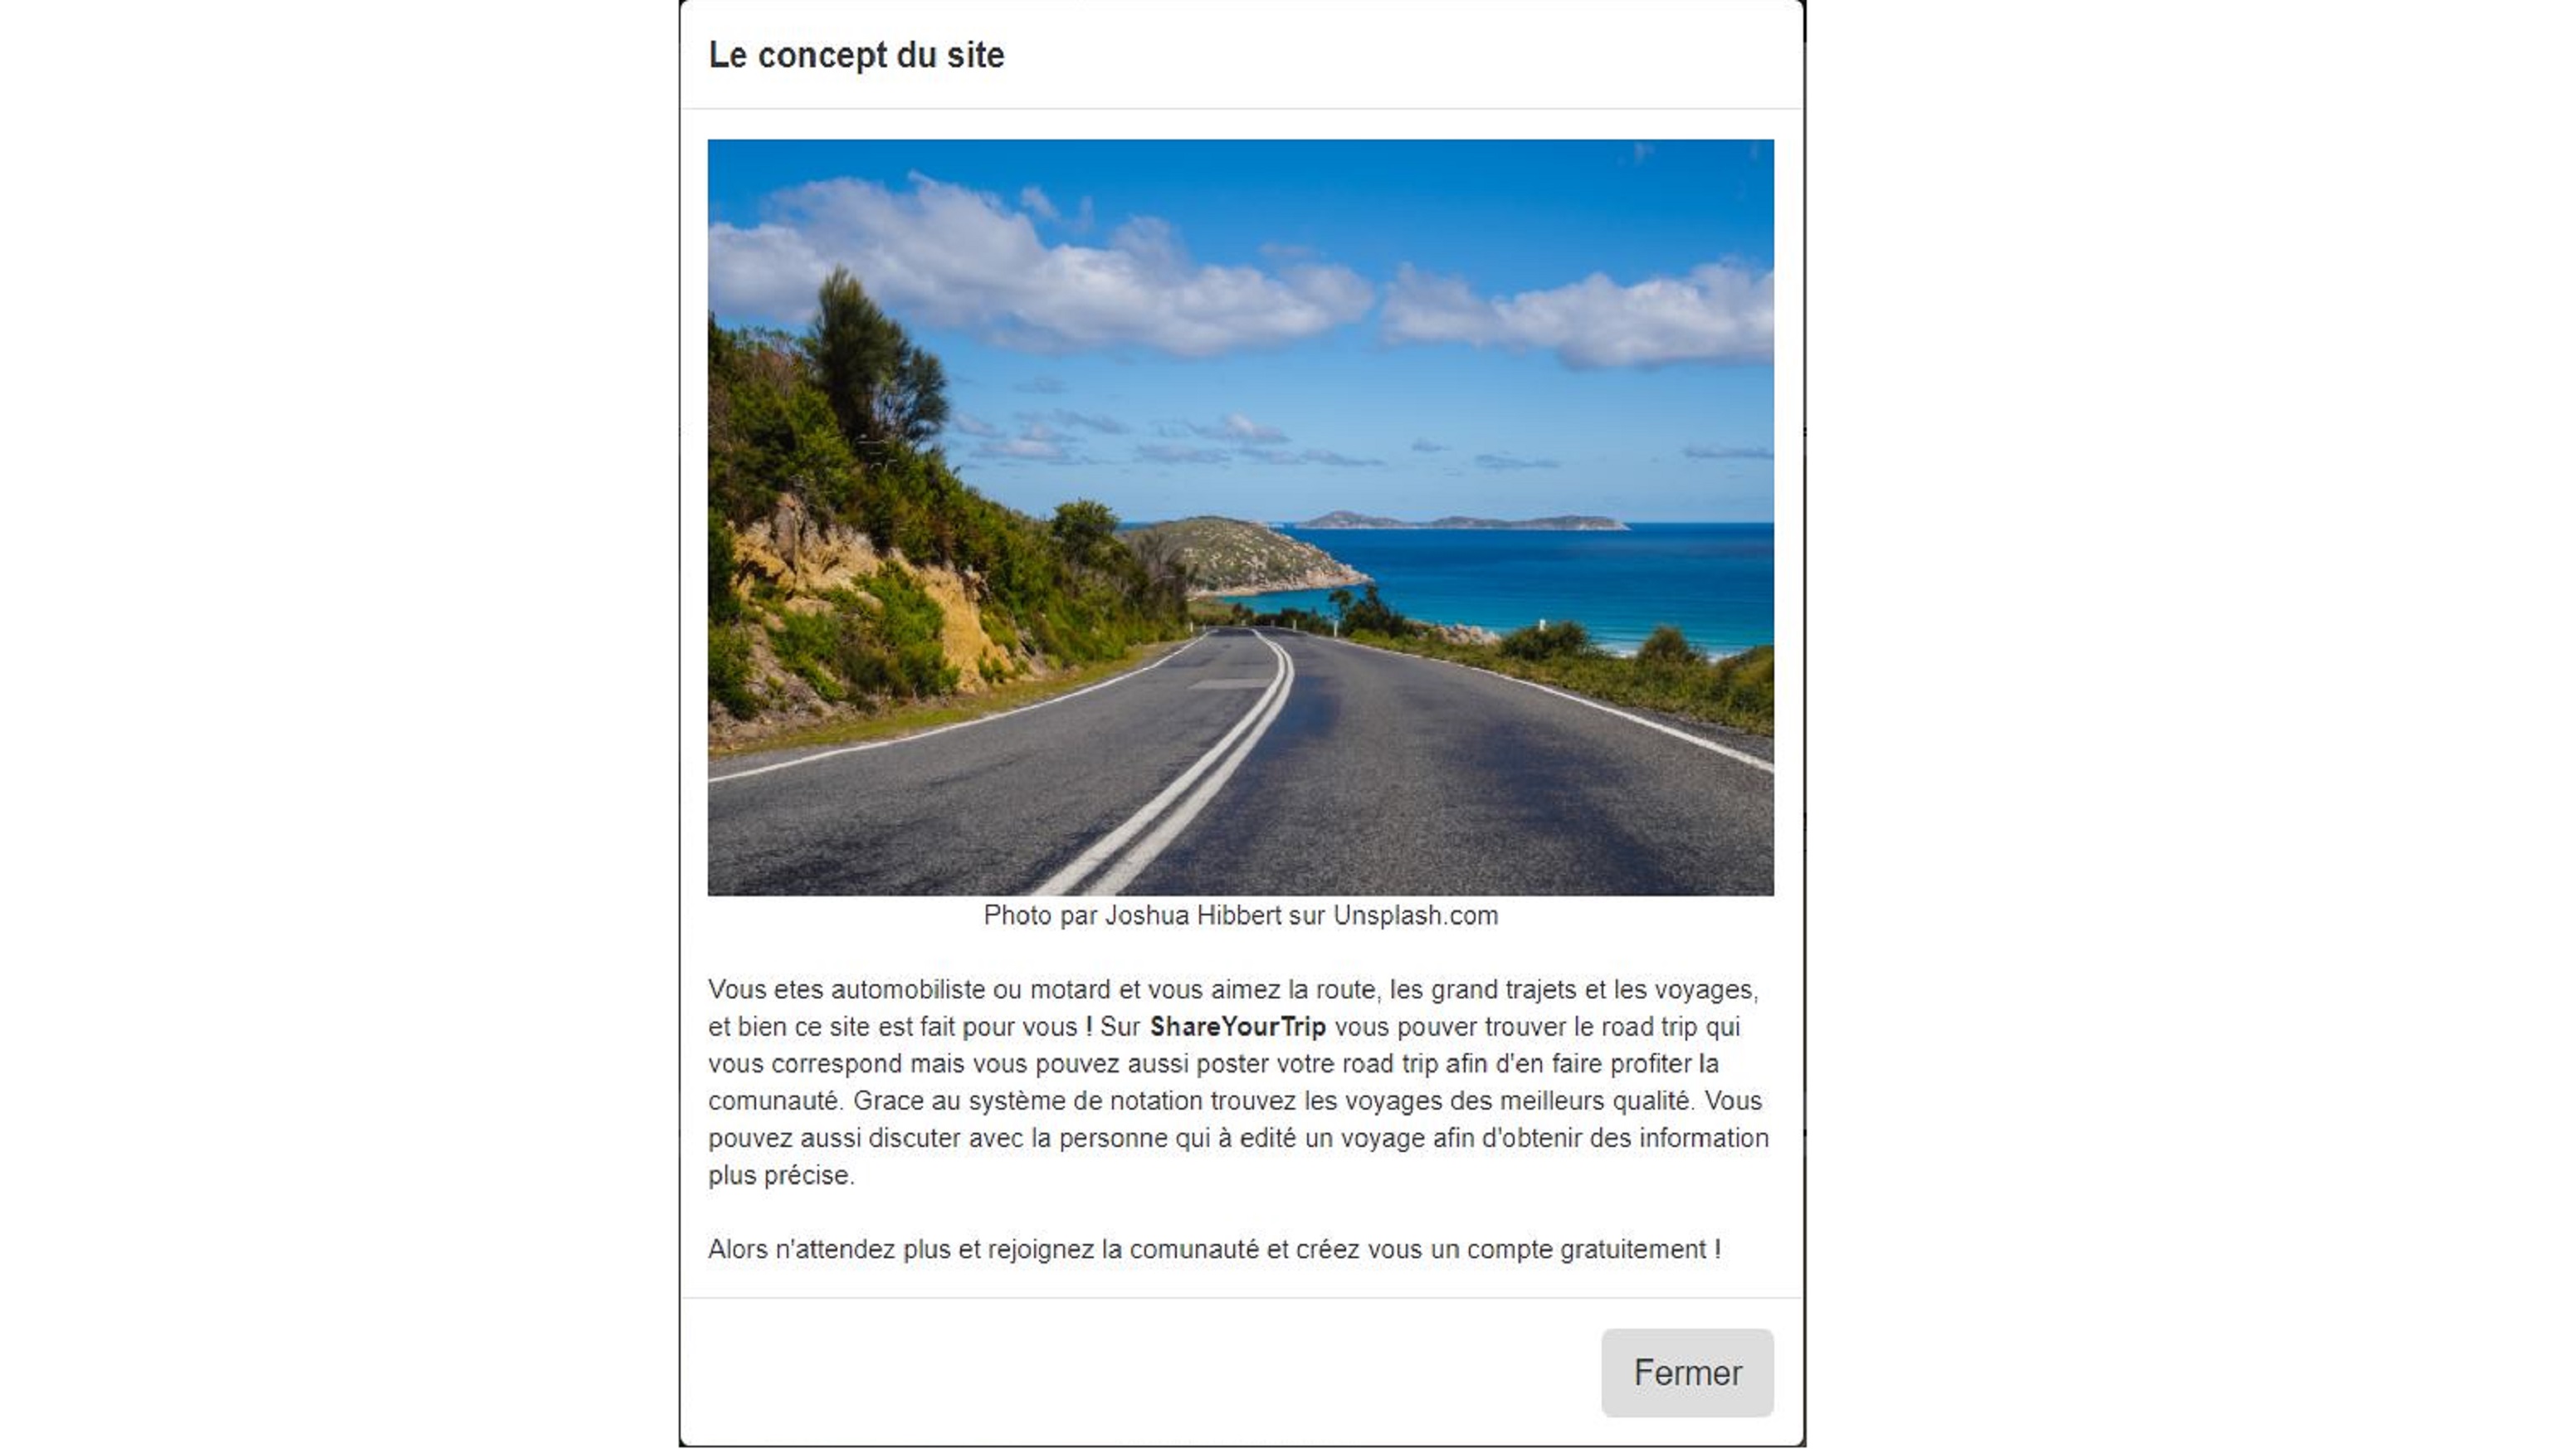 Le concept du site
Photo par Joshua Hibbert sur Unsplash.com
Vous etes automobiliste ou motard et vous aimez la route, les grand trajets et les voyages,
et bien ce site est fait pour vous ! Sur ShareYourTrip vous pouver trouver le road trip qui
vous correspond mais vous pouvez aussi poster votre road trip afin d'en faire profiter la
comunauté. Grace au système de notation trouvez les voyages des meilleurs qualité. Vous
pouvez aussi discuter avec la personne qui à edité un voyage afin d'obtenir des information
plus précise.
Alors n'attendez plus et rejoignez la comunauté et créez vous un compte gratuitement !
Fermer